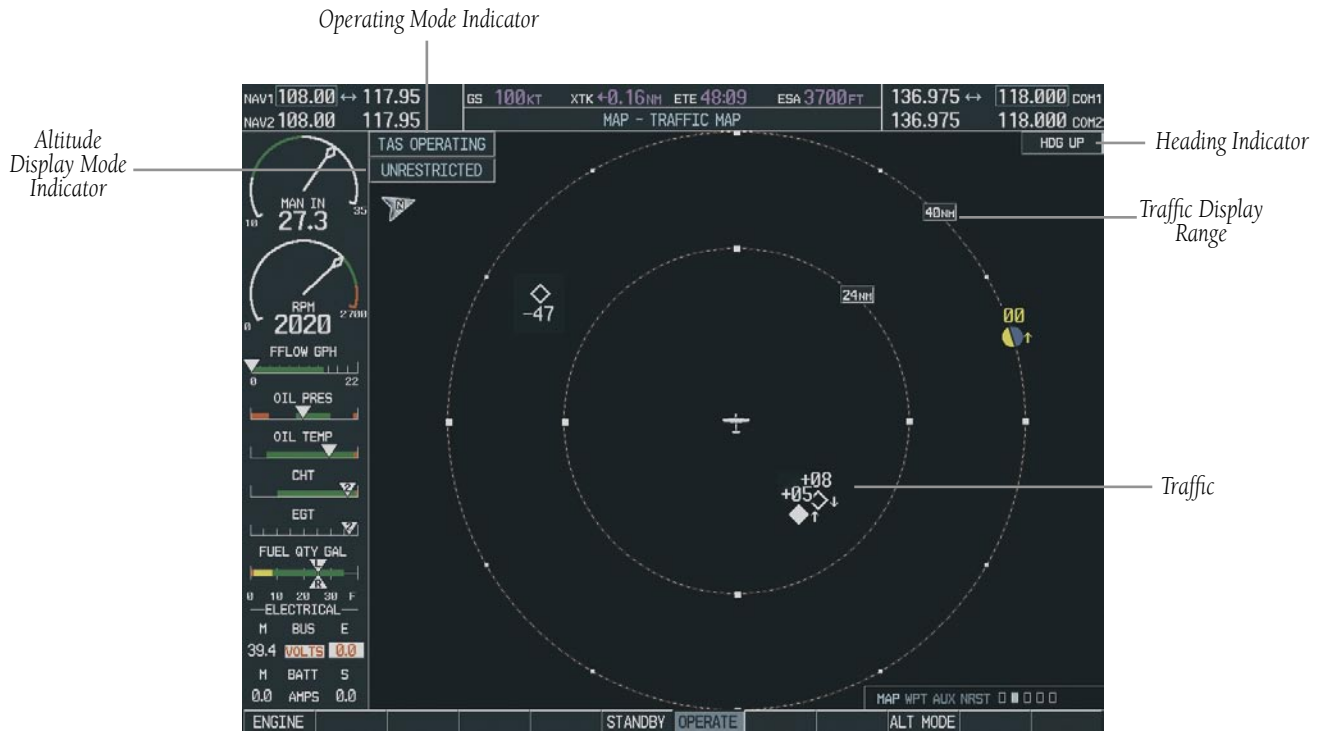 Operating Mode Indicator
NAV1 108.00 ↔ 117.95
NAV2 108.00 117.95
GS 100KT XTK ←0.16NM ETE 48:09 ESA 3700FT
MAP - TRAFFIC MAP
136.975 ↔ 118.000 COM1
136.975 118.000 COM2
Altitude
Display Mode
Indicator
TAS OPERATING
UNRESTRICTED
N
HDG UP
Heading Indicator
MAN IN
10 27.3 35
40NM
Traffic Display
Range
24NM
-47
00
↑
RPM
0 2020 2700
FFLOW GPH
0 22
OIL PRES
OIL TEMP
CHT
?
EGT
?
+08
+05
↓
↑
Traffic
FUEL QTY GAL
L
R
0 10 20 30 F
ELECTRICAL
M BUS E
39.4 VOLTS 0.0
M BATT S
0.0 AMPS 0.0
MAP WPT AUX NRST
ENGINE STANDBY OPERATE ALT MODE